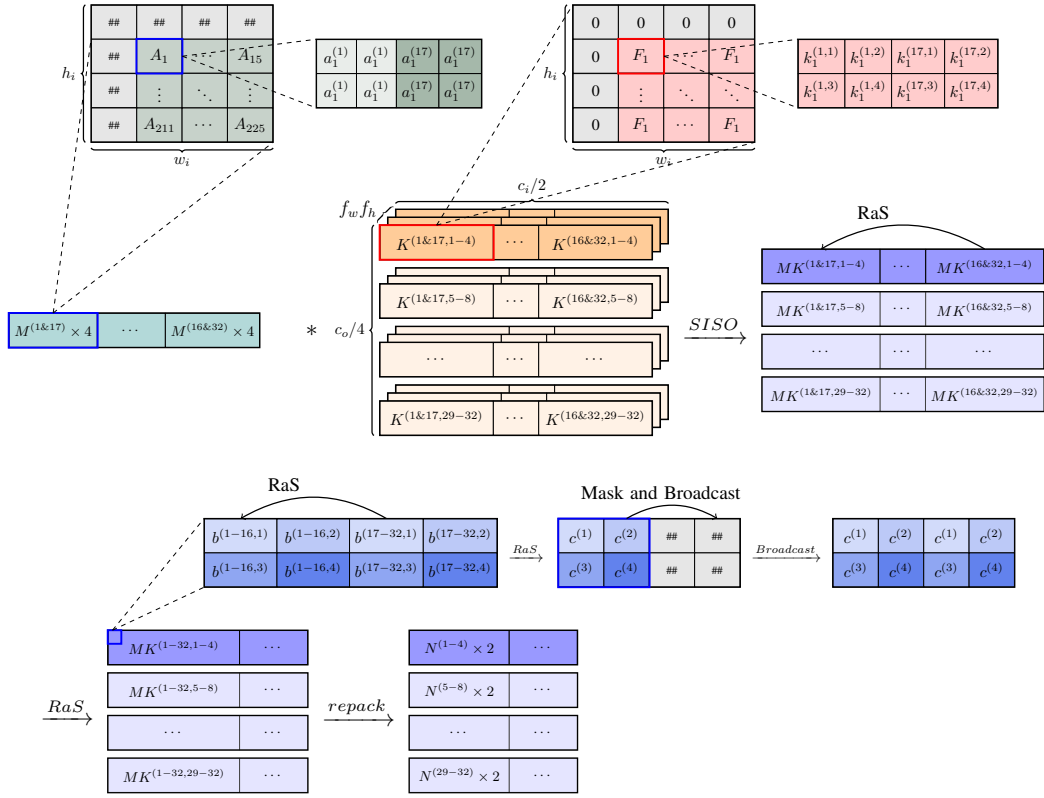 ## ## ## ##
h_i
## A_1 A_15
## ⋮ ⋱ ⋮
## A_211 ⋯ A_225
w_i
a_1^(1) a_1^(1) a_1^(17) a_1^(17)
a_1^(1) a_1^(1) a_1^(17) a_1^(17)
0 0 0 0
h_i
0 F_1 F_1
0 ⋮ ⋱ ⋱
0 F_1 ⋯ F_1
w_i
k_1^(1,1) k_1^(1,2) k_1^(17,1) k_1^(17,2)
k_1^(1,3) k_1^(1,4) k_1^(17,3) k_1^(17,4)
M^(1&17) × 4 ⋯ M^(16&32) × 4
*
c_i/2
f_w f_h
c_o/4
K^(1&17,1−4) ⋯ K^(16&32,1−4)
K^(1&17,5−8) ⋯ K^(16&32,5−8)
⋯ ⋯ ⋯
K^(1&17,29−32) ⋯ K^(16&32,29−32)
SISO
RaS
MK^(1&17,1−4) ⋯ MK^(16&32,1−4)
MK^(1&17,5−8) ⋯ MK^(16&32,5−8)
⋯ ⋯ ⋯
MK^(1&17,29−32) ⋯ MK^(16&32,29−32)
RaS
b^(1−16,1) b^(1−16,2) b^(17−32,1) b^(17−32,2)
b^(1−16,3) b^(1−16,4) b^(17−32,3) b^(17−32,4)
RaS
Mask and Broadcast
c^(1) c^(2) ## ##
c^(3) c^(4) ## ##
Broadcast
c^(1) c^(2) c^(1) c^(2)
c^(3) c^(4) c^(3) c^(4)
RaS
MK^(1−32,1−4) ⋯
MK^(1−32,5−8) ⋯
⋯ ⋯
MK^(1−32,29−32) ⋯
repack
N^(1−4) × 2 ⋯
N^(5−8) × 2 ⋯
⋯ ⋯
N^(29−32) × 2 ⋯